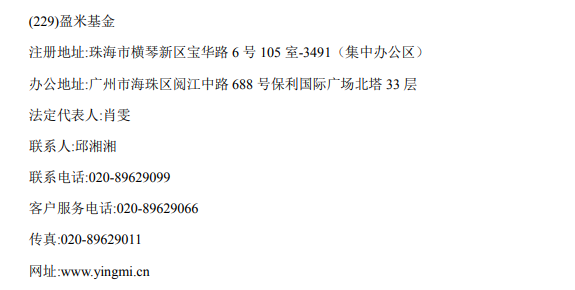 (229)盈米基金
注册地址:珠海市横琴新区宝华路 6 号 105 室-3491（集中办公区）
办公地址:广州市海珠区阅江中路 688 号保利国际广场北塔 33 层
法定代表人:肖雯
联系人:邱湘湘
联系电话:020-89629099
客户服务电话:020-89629066
传真:020-89629011
网址:www.yingmi.cn